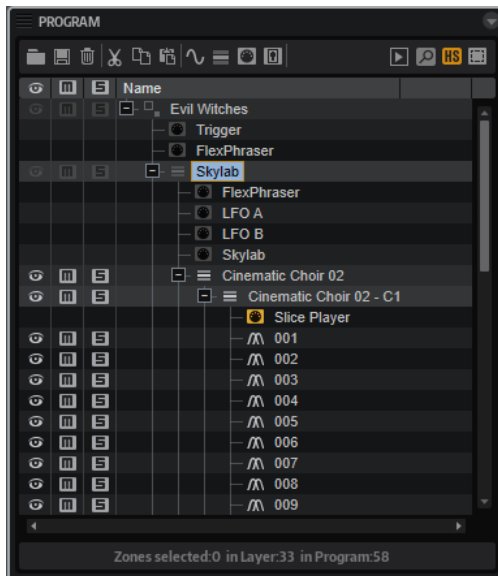 PROGRAM
HS
m S Name
m S Evil Witches
Trigger
FlexPhraser
m S Skylab
FlexPhraser
LFO A
LFO B
Skylab
m S Cinematic Choir 02
m S Cinematic Choir 02 - C1
Slice Player
m S 001
m S 002
m S 003
m S 004
m S 005
m S 006
m S 007
m S 008
m S 009
Zones selected:0 in Layer:33 in Program:58